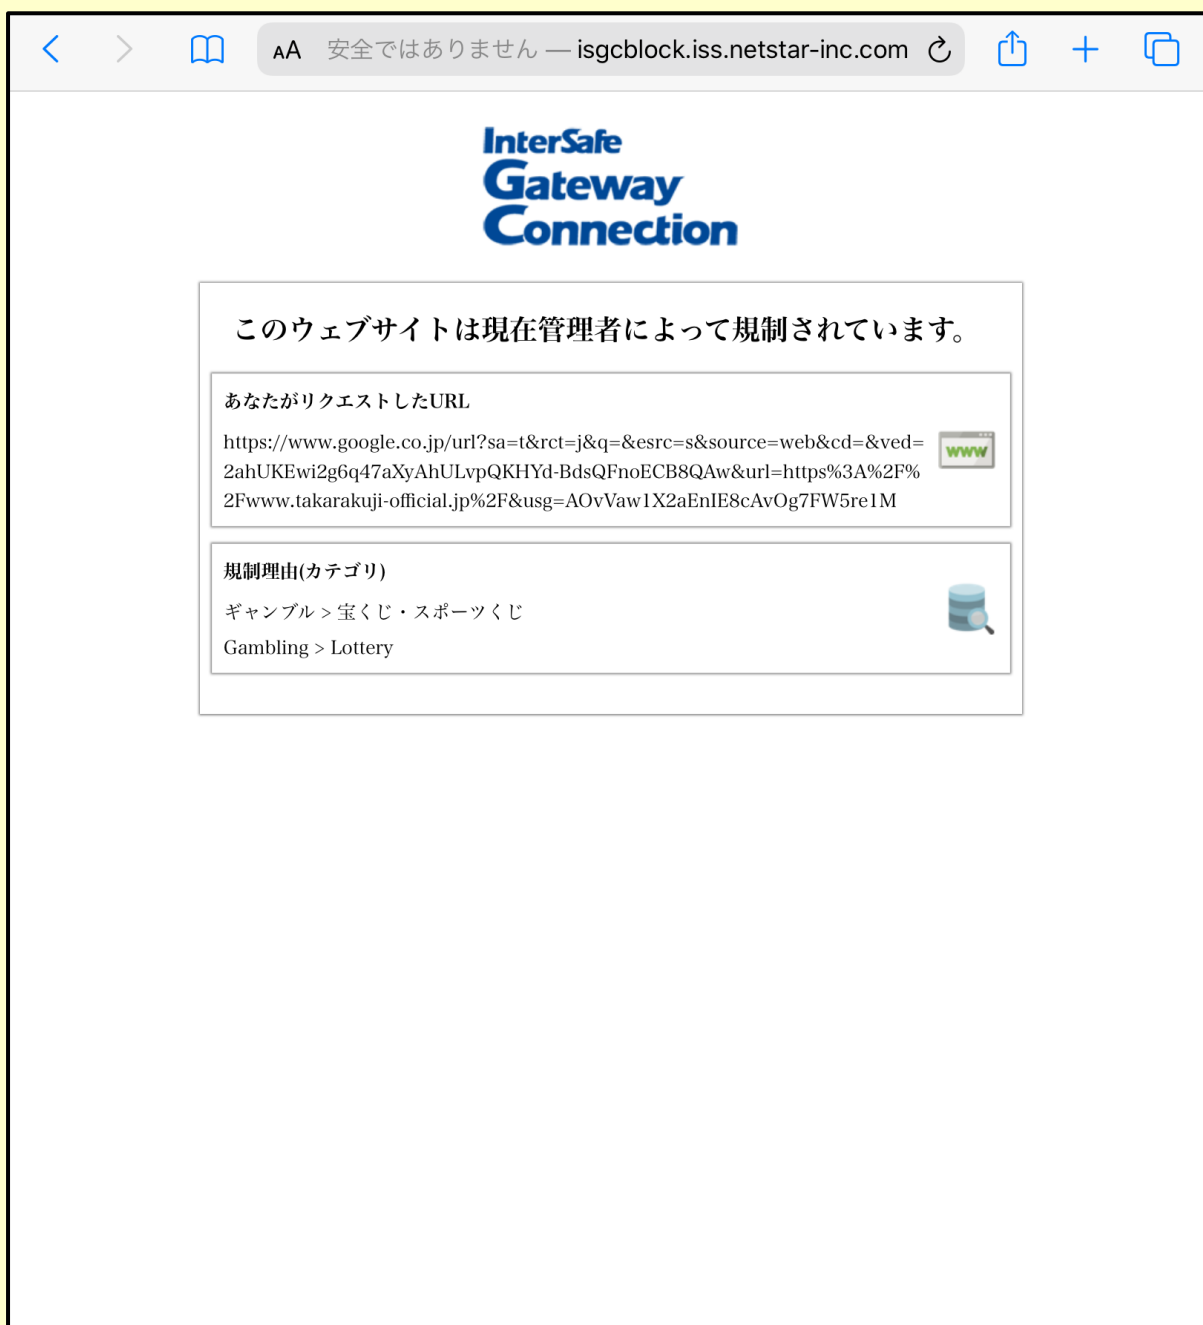 AA 安全ではありません — isgcblock.iss.netstar-inc.com
InterSafe
Gateway
Connection
このウェブサイトは現在管理者によって規制されています。
あなたがリクエストしたURL
https://www.google.co.jp/url?sa=t&rct=j&q=&esrc=s&source=web&cd=&ved=
2ahUKEwi2g6q47aXyAhULvpQKHYd-BdsQFnoECB8QAw&url=https%3A%2F%
2Fwww.takarakuji-official.jp%2F&usg=AOvVaw1X2aEnIE8cAvOg7FW5re1M
www
規制理由(カテゴリ)
ギャンブル > 宝くじ・スポーツくじ
Gambling > Lottery